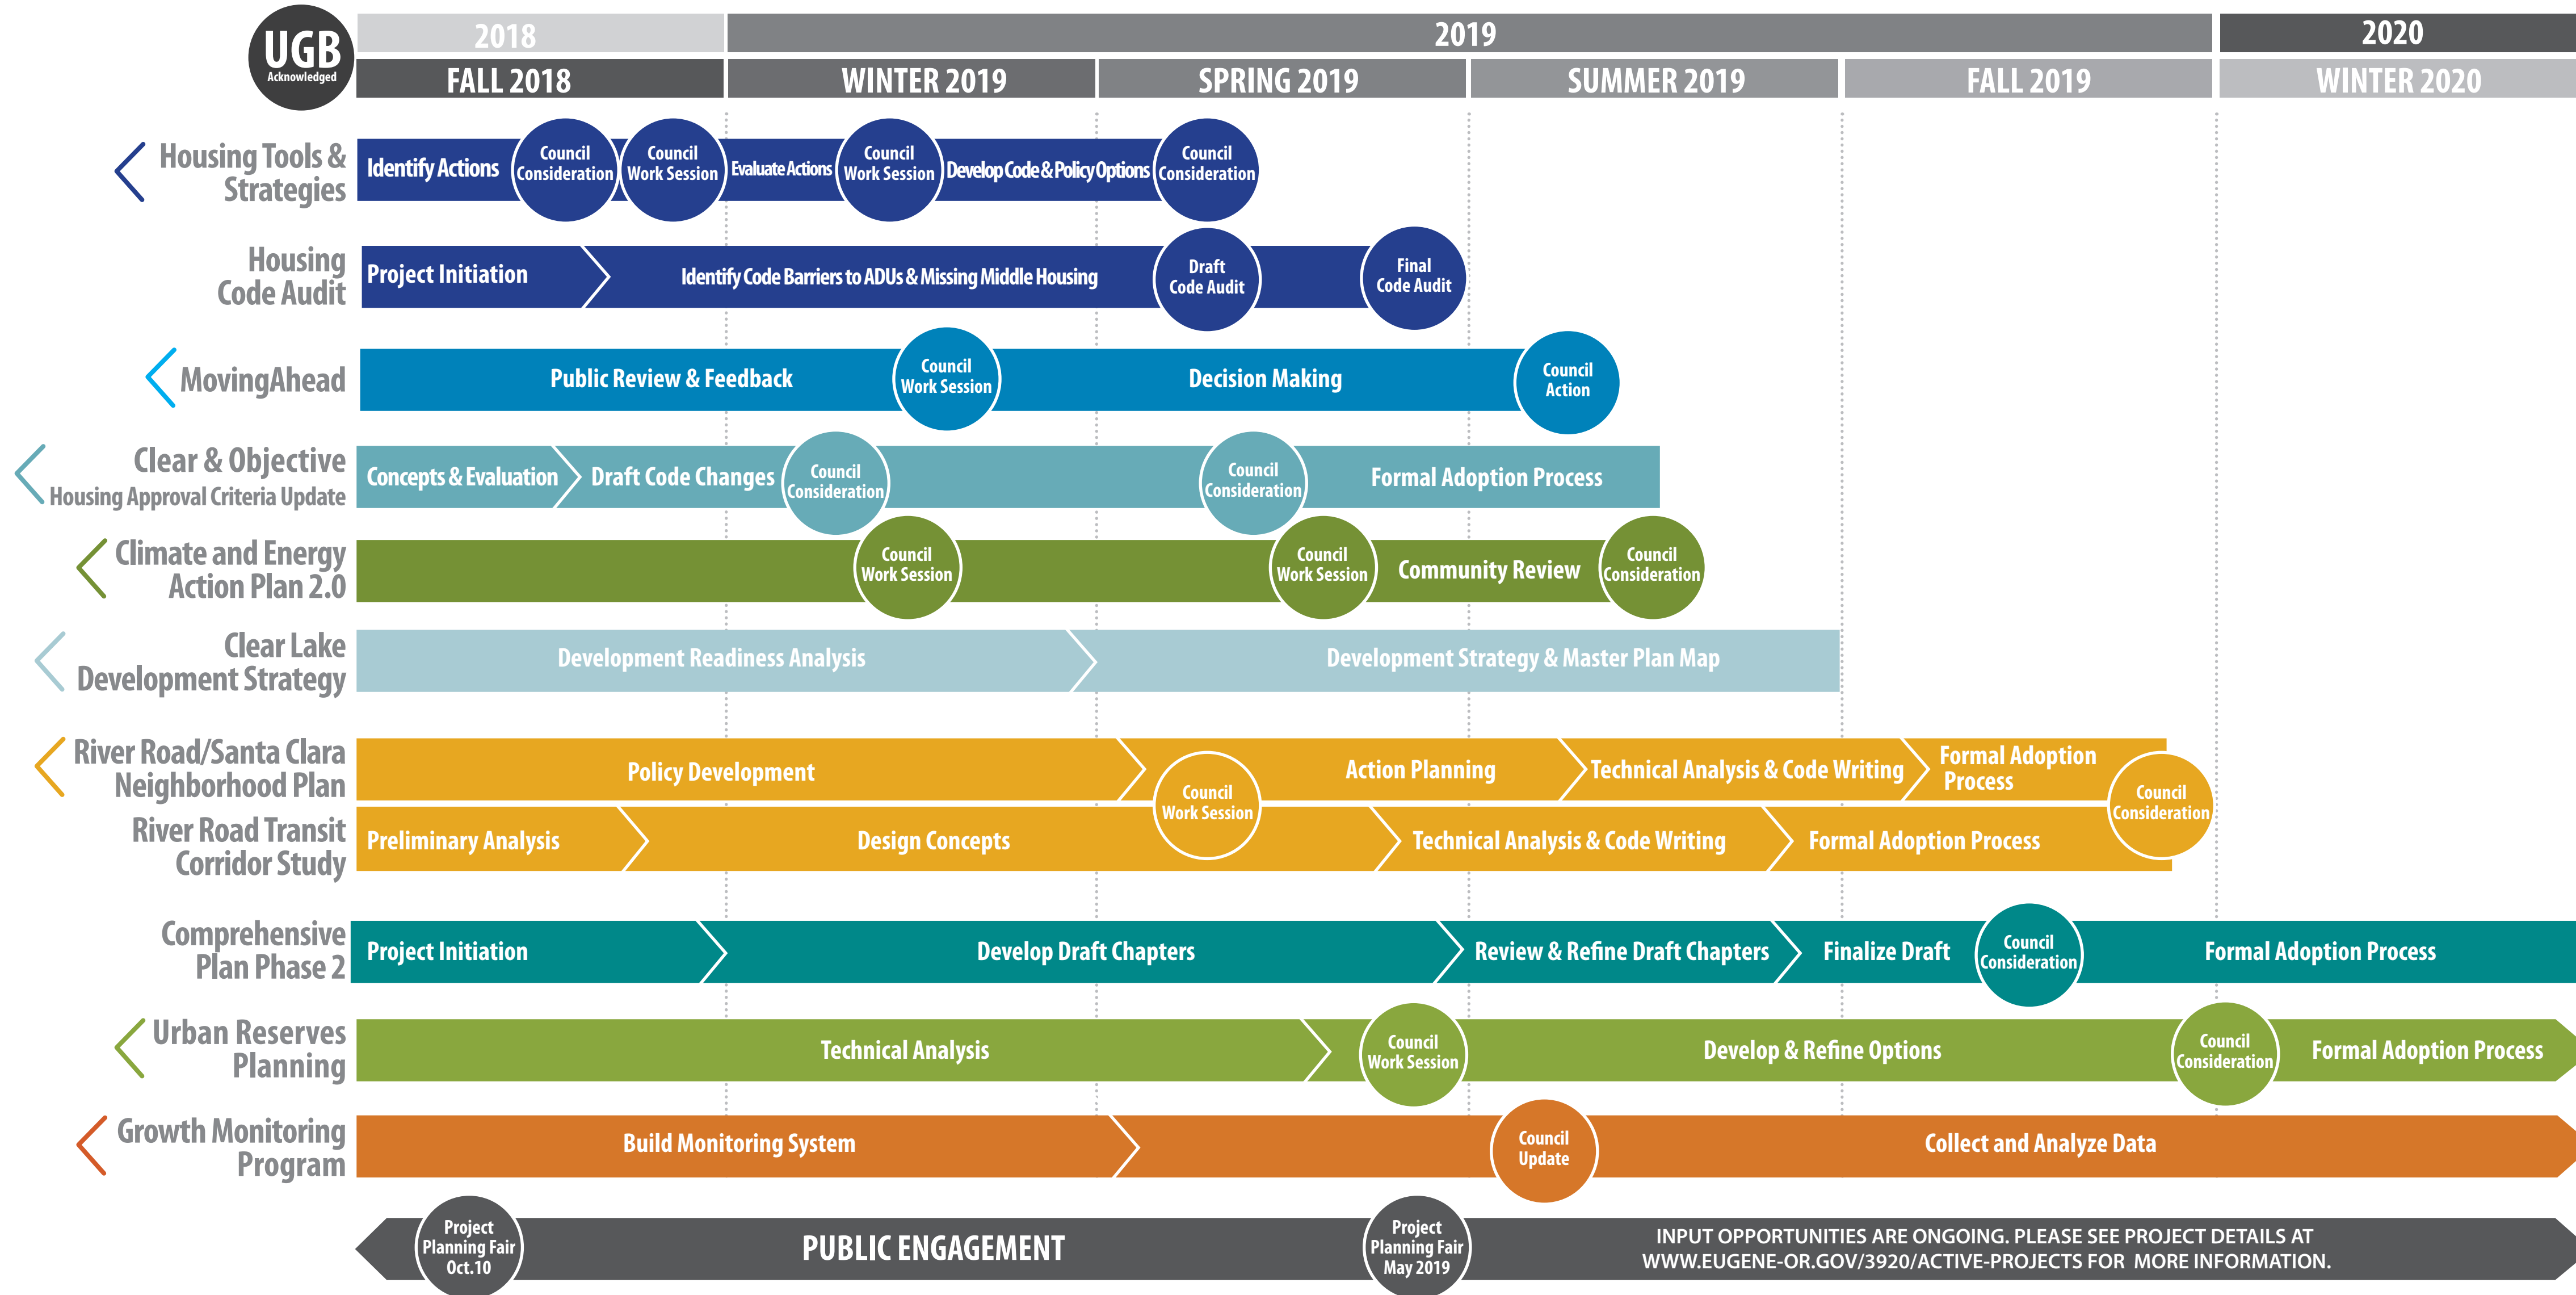 UGB
Acknowledged
2018
2019
2020
FALL 2018
WINTER 2019
SPRING 2019
SUMMER 2019
FALL 2019
WINTER 2020
Housing Tools &
Strategies
Identify Actions
Council
Consideration
Council
Work Session
Evaluate Actions
Council
Work Session
Develop Code & Policy Options
Council
Consideration
Housing
Code Audit
Project Initiation
Identify Code Barriers to ADUs & Missing Middle Housing
Draft
Code Audit
Final
Code Audit
MovingAhead
Public Review & Feedback
Council
Work Session
Decision Making
Council
Action
Clear & Objective
Housing Approval Criteria Update
Concepts & Evaluation
Draft Code Changes
Council
Consideration
Council
Consideration
Formal Adoption Process
Climate and Energy
Action Plan 2.0
Council
Work Session
Council
Work Session
Community Review
Council
Consideration
Clear Lake
Development Strategy
Development Readiness Analysis
Development Strategy & Master Plan Map
River Road/Santa Clara
Neighborhood Plan
Policy Development
Action Planning
Technical Analysis & Code Writing
Formal Adoption
Process
Council
Work Session
Council
Consideration
River Road Transit
Corridor Study
Preliminary Analysis
Design Concepts
Technical Analysis & Code Writing
Formal Adoption Process
Comprehensive
Plan Phase 2
Project Initiation
Develop Draft Chapters
Review & Refine Draft Chapters
Finalize Draft
Council
Consideration
Formal Adoption Process
Urban Reserves
Planning
Technical Analysis
Council
Work Session
Develop & Refine Options
Council
Consideration
Formal Adoption Process
Growth Monitoring
Program
Build Monitoring System
Council
Update
Collect and Analyze Data
Project
Planning Fair
Oct.10
PUBLIC ENGAGEMENT
Project
Planning Fair
May 2019
INPUT OPPORTUNITIES ARE ONGOING. PLEASE SEE PROJECT DETAILS AT
WWW.EUGENE-OR.GOV/3920/ACTIVE-PROJECTS FOR MORE INFORMATION.